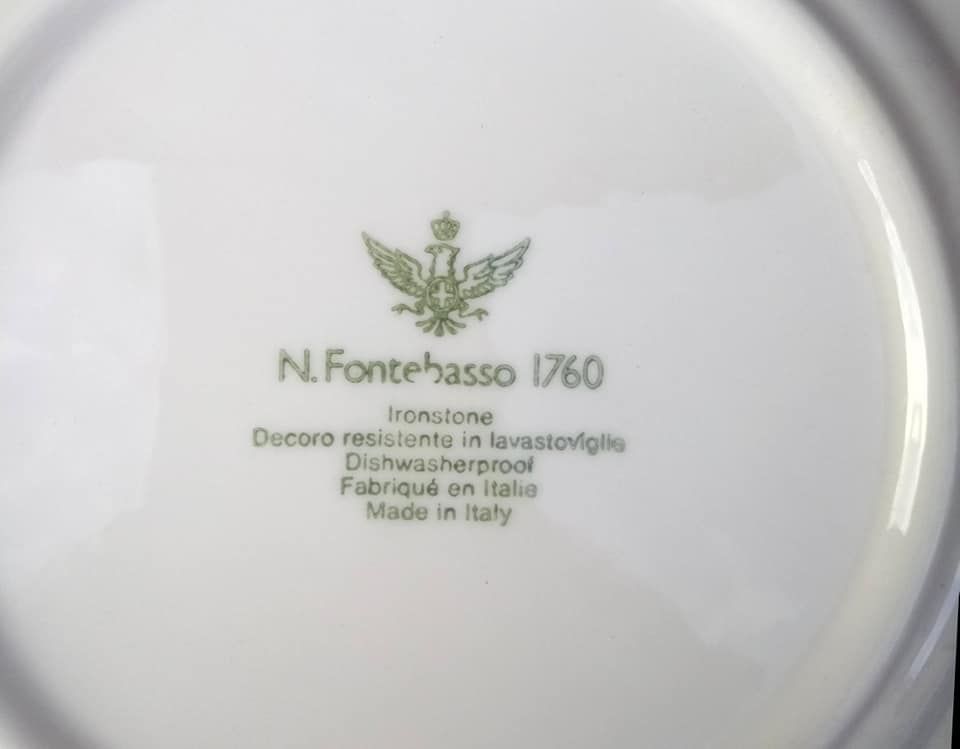 N. Fontebasso 1760
Ironstone
Decoro resistente in lavastoviglie
Dishwasherproof
Fabriqué en Italie
Made in Italy